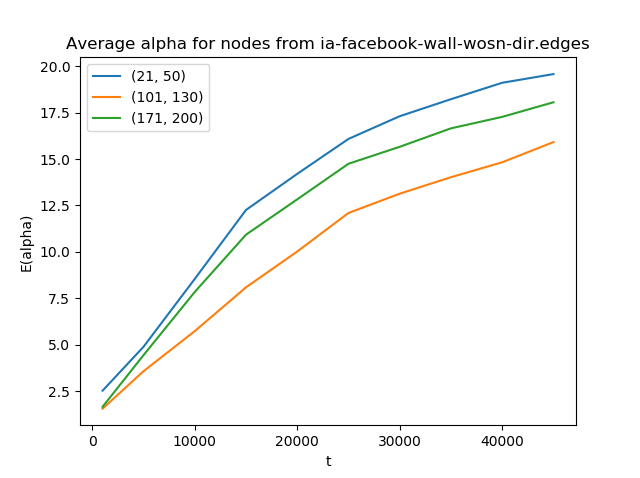 Average alpha for nodes from ia-facebook-wall-wosn-dir.edges
(21, 50)
(101, 130)
(171, 200)
E(alpha)
20.0
17.5
15.0
12.5
10.0
7.5
5.0
2.5
0 10000 20000 30000 40000
t